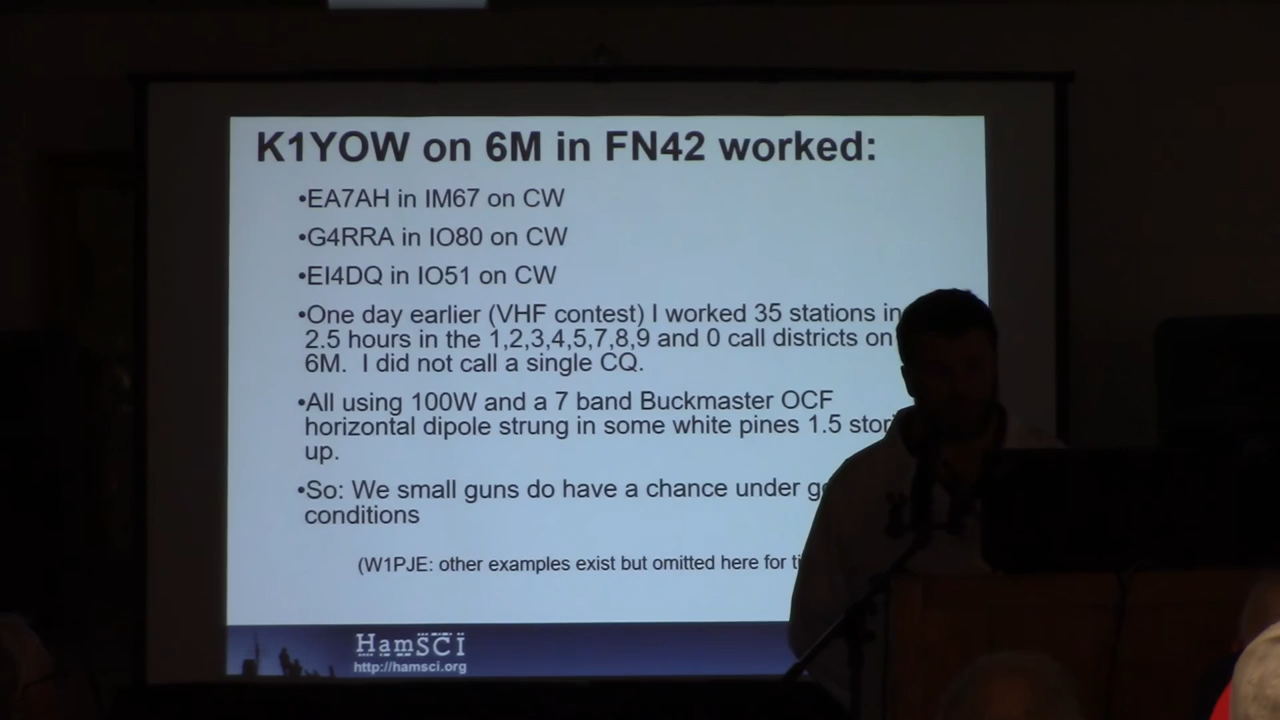 K1YOW on 6M in FN42 worked:
•EA7AH in IM67 on CW
•G4RRA in IO80 on CW
•EI4DQ in IO51 on CW
•One day earlier (VHF contest) I worked 35 stations in
2.5 hours in the 1,2,3,4,5,7,8,9 and 0 call districts on
6M. I did not call a single CQ.
•All using 100W and a 7 band Buckmaster OCF
horizontal dipole strung in some white pines 1.5
up.
•So: We small guns do have a chance under
conditions
(W1PJE: other examples exist but omitted here for
HamSCI
http://hamsci.org